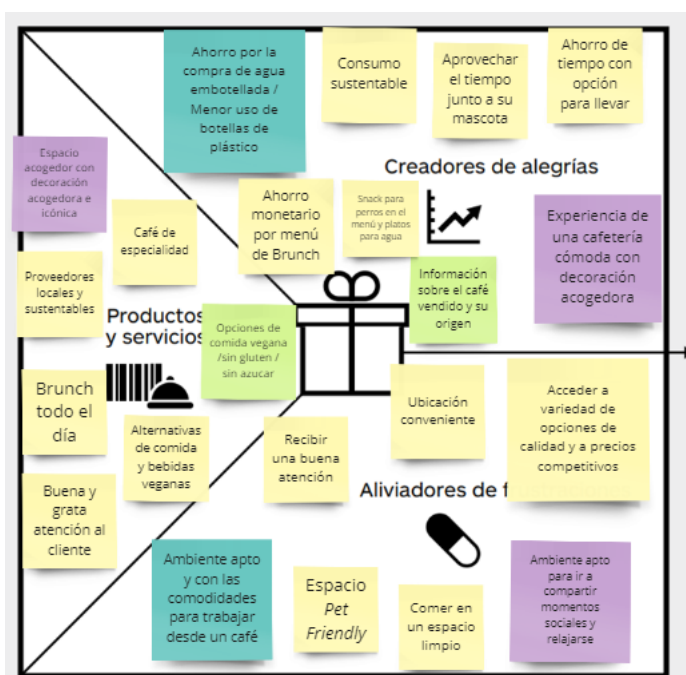 Ahorro por la
compra de agua
embotellada /
Menor uso de
botellas de
plástico
Consumo
sustentable
Aprovechar
el tiempo
junto a su
mascota
Ahorro de
tiempo con
opción
para llevar
Creadores de alegrías
Espacio
acogedor con
decoración
acogedora e
icónica
Café de
especialidad
Ahorro
monetario
por menú
de Brunch
Snack para
perros en el
menú y platos
para agua
Experiencia de
una cafetería
cómoda con
decoración
acogedora
Información
sobre el café
vendido y su
origen
Proveedores
locales y
sustentables
Productos
y servicios
Opciones de
comida vegana
/sin gluten /
sin azucar
Brunch
todo el
día
Alternativas
de comida
y bebidas
veganas
Recibir
una buena
atención
Ubicación
conveniente
Acceder a
variedad de
opciones de
calidad y a precios
competitivos
Buena y
grata
atención al
cliente
Aliviadores de
Ambiente apto
y con las
comodidades
para trabajar
desde un café
Espacio
Pet
Friendly
Comer en
un espacio
limpio
Ambiente apto
para ir a
compartir
momentos
sociales y
relajarse